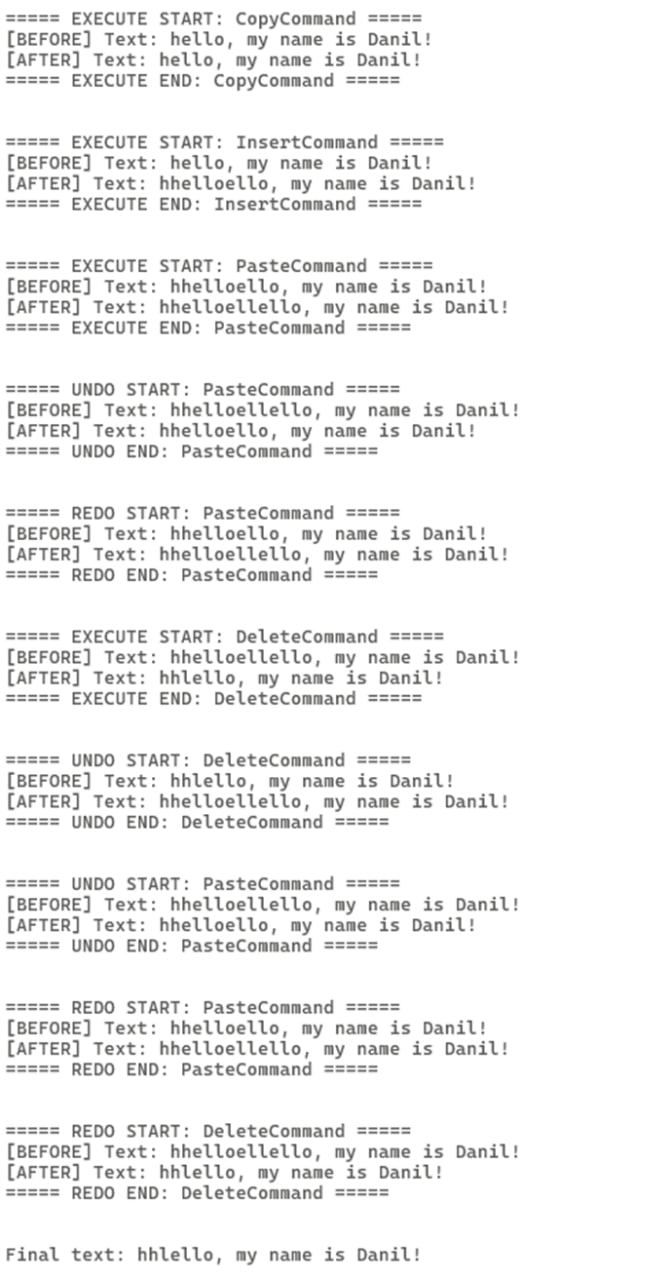 ===== EXECUTE START: CopyCommand =====
[BEFORE] Text: hello, my name is Danil!
[AFTER] Text: hello, my name is Danil!
===== EXECUTE END: CopyCommand =====
===== EXECUTE START: InsertCommand =====
[BEFORE] Text: hello, my name is Danil!
[AFTER] Text: hhelloello, my name is Danil!
===== EXECUTE END: InsertCommand =====
===== EXECUTE START: PasteCommand =====
[BEFORE] Text: hhelloello, my name is Danil!
[AFTER] Text: hhelloellello, my name is Danil!
===== EXECUTE END: PasteCommand =====
===== UNDO START: PasteCommand =====
[BEFORE] Text: hhelloellello, my name is Danil!
[AFTER] Text: hhelloello, my name is Danil!
===== UNDO END: PasteCommand =====
===== REDO START: PasteCommand =====
[BEFORE] Text: hhelloello, my name is Danil!
[AFTER] Text: hhelloellello, my name is Danil!
===== REDO END: PasteCommand =====
===== EXECUTE START: DeleteCommand =====
[BEFORE] Text: hhelloellello, my name is Danil!
[AFTER] Text: hhlello, my name is Danil!
===== EXECUTE END: DeleteCommand =====
===== UNDO START: DeleteCommand =====
[BEFORE] Text: hhlello, my name is Danil!
[AFTER] Text: hhelloellello, my name is Danil!
===== UNDO END: DeleteCommand =====
===== UNDO START: PasteCommand =====
[BEFORE] Text: hhelloellello, my name is Danil!
[AFTER] Text: hhelloello, my name is Danil!
===== UNDO END: PasteCommand =====
===== REDO START: PasteCommand =====
[BEFORE] Text: hhelloello, my name is Danil!
[AFTER] Text: hhelloellello, my name is Danil!
===== REDO END: PasteCommand =====
===== REDO START: DeleteCommand =====
[BEFORE] Text: hhelloellello, my name is Danil!
[AFTER] Text: hhlello, my name is Danil!
===== REDO END: DeleteCommand =====
Final text: hhlello, my name is Danil!